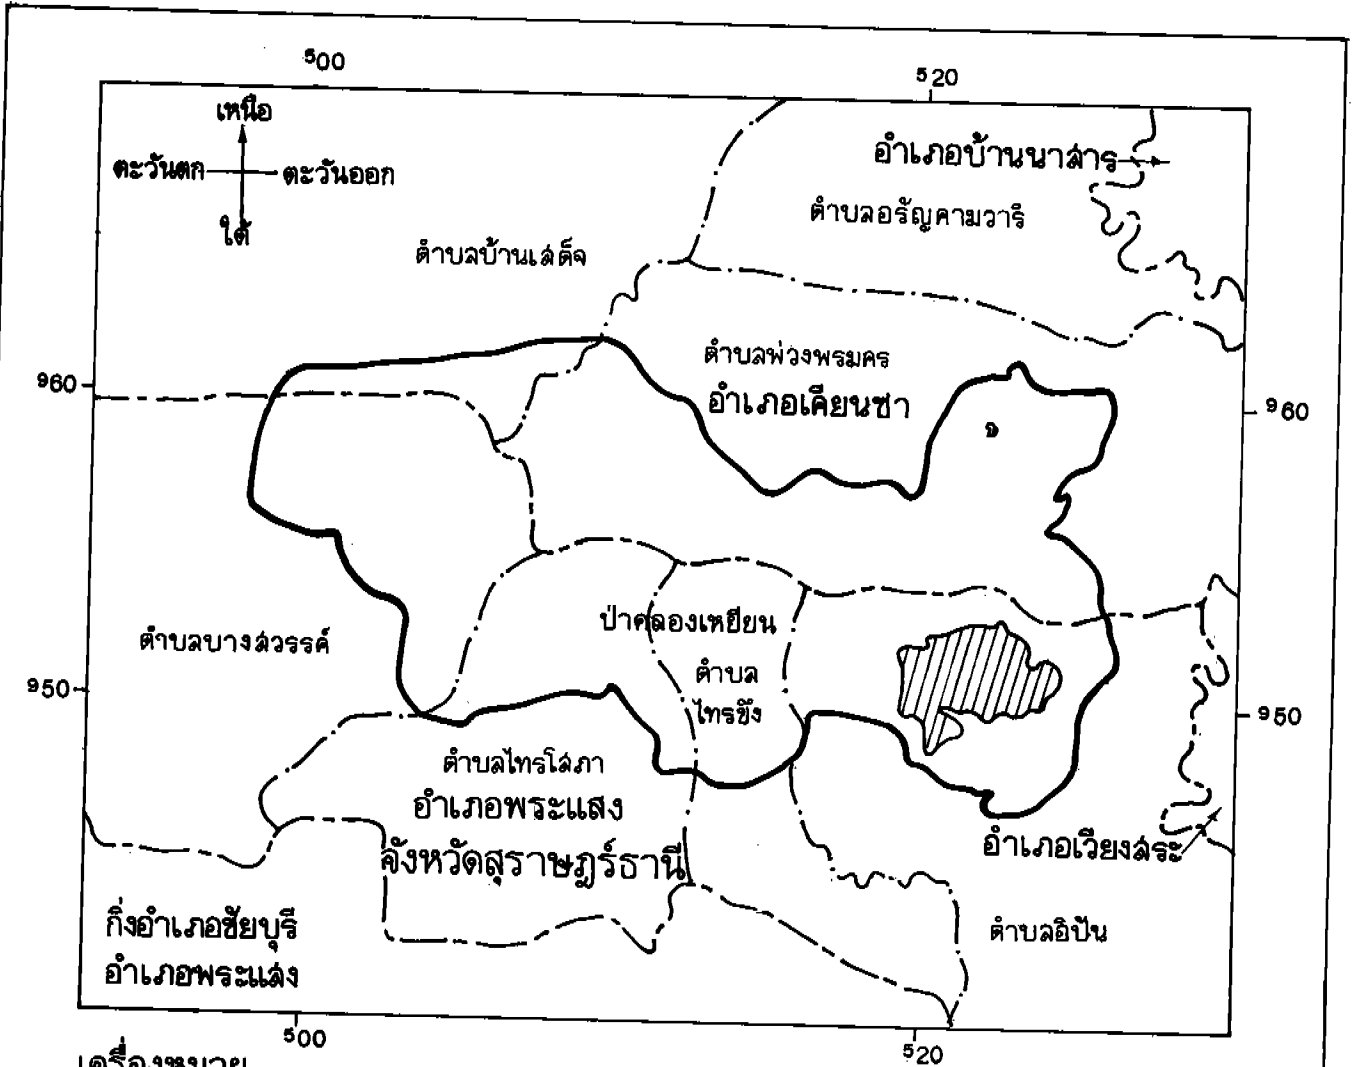 500
520
เหนือ
ตะวันตก
ตะวันออก
ใต้
อำเภอบ้านนาสาร
ตำบลอรัญคามวารี
ตำบลบ้านเสด็จ
ตำบลพ่วงพรมคร
อำเภอเคียนซา
960
960
ป่าคลองเหยียน
ตำบล
ไทรขึง
ตำบลบางสวรรค์
950
950
ตำบลไทรโสภา
อำเภอพระแสง
จังหวัดสุราษฎร์ธานี
อำเภอเวียงสระ
กิ่งอำเภอชัยบุรี
อำเภอพระแสง
ตำบลอิปัน
500
520
เครื่องหมาย